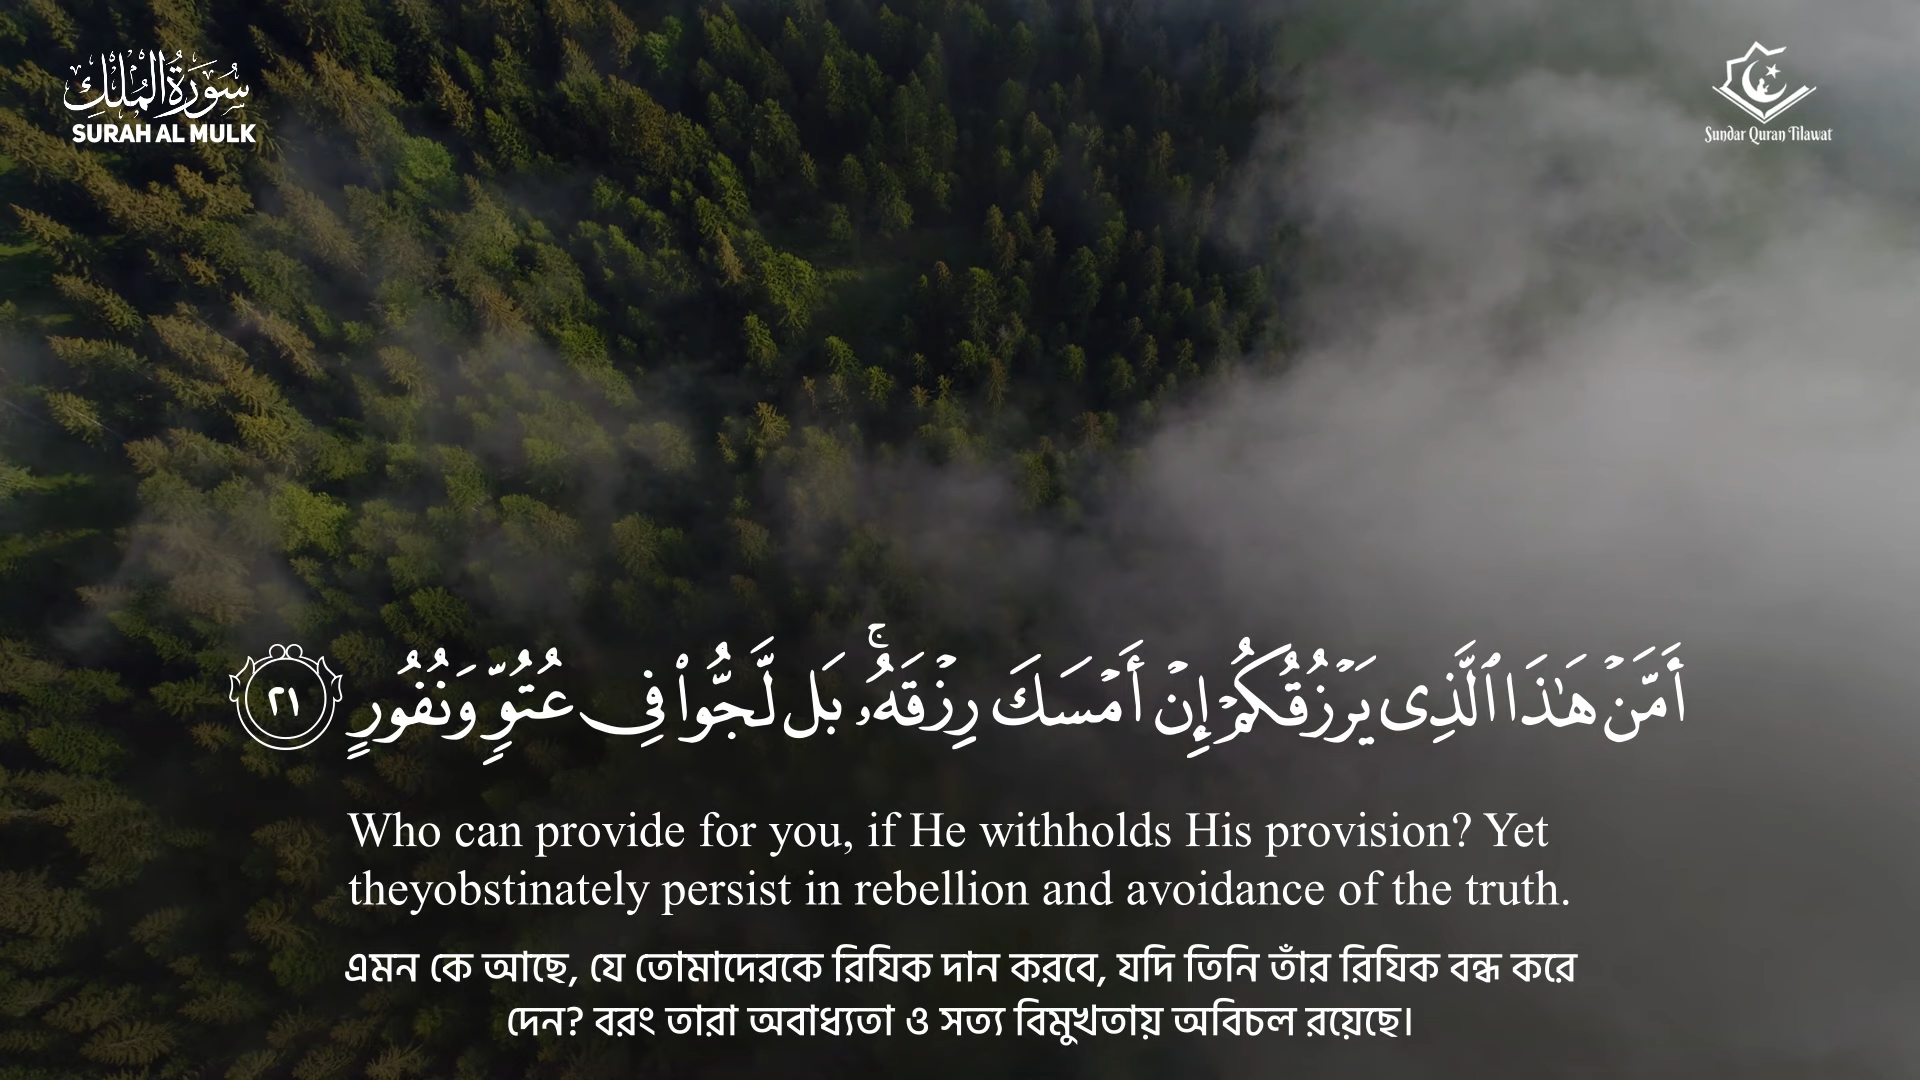 سُورَةُ الْمُلْكِ
SURAH AL MULK
Sundar Quran Tilawat
أَمَّنْ هَٰذَا ٱلَّذِى يَرْزُقُكُمْ إِنْ أَمْسَكَ رِزْقَهُۥ ۚ بَل لَّجُّوا۟ فِى عُتُوٍّ وَنُفُورٍ ٢١
Who can provide for you, if He withholds His provision? Yet
theyobstinately persist in rebellion and avoidance of the truth.
এমন কে আছে, যে তোমাদেরকে রিযিক দান করবে, যদি তিনি তাঁর রিযিক বন্ধ করে
দেন? বরং তারা অবাধ্যতা ও সত্য বিমুখতায় অবিচল রয়েছে।